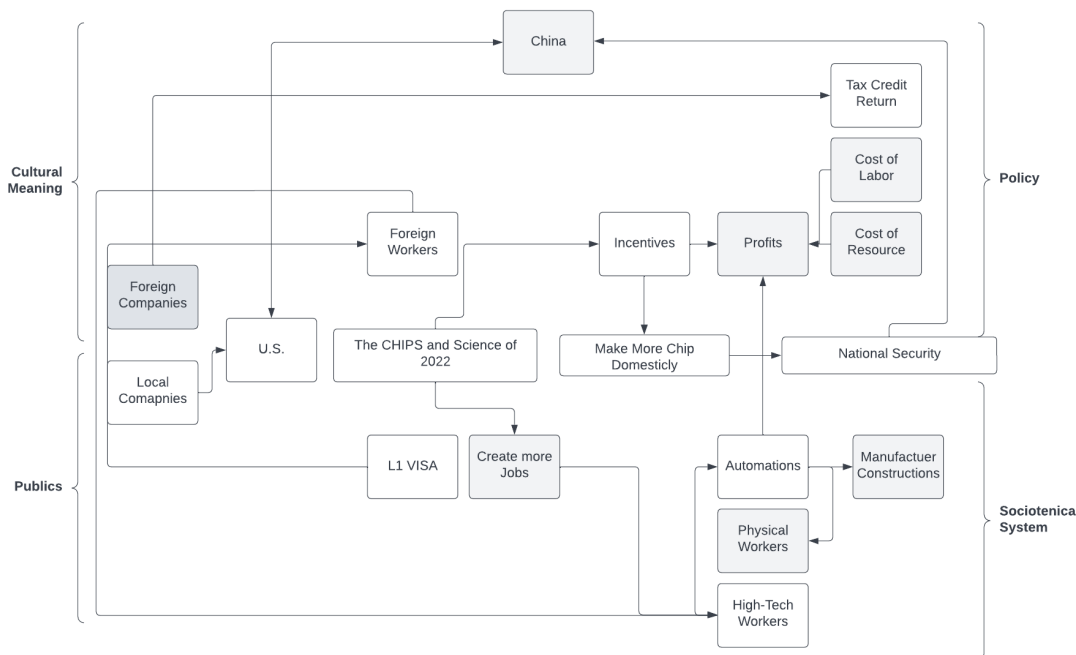 China
Tax Credit
Return
Cost of
Labor
Cultural
Meaning
Policy
Foreign
Workers
Incentives
Profits
Cost of
Resource
Foreign
Companies
U.S.
The CHIPS and Science of
2022
Make More Chip
Domesticly
National Security
Local
Comapnies
L1 VISA
Create more
Jobs
Automations
Manufactuer
Constructions
Publics
Physical
Workers
Sociotenica
System
High-Tech
Workers